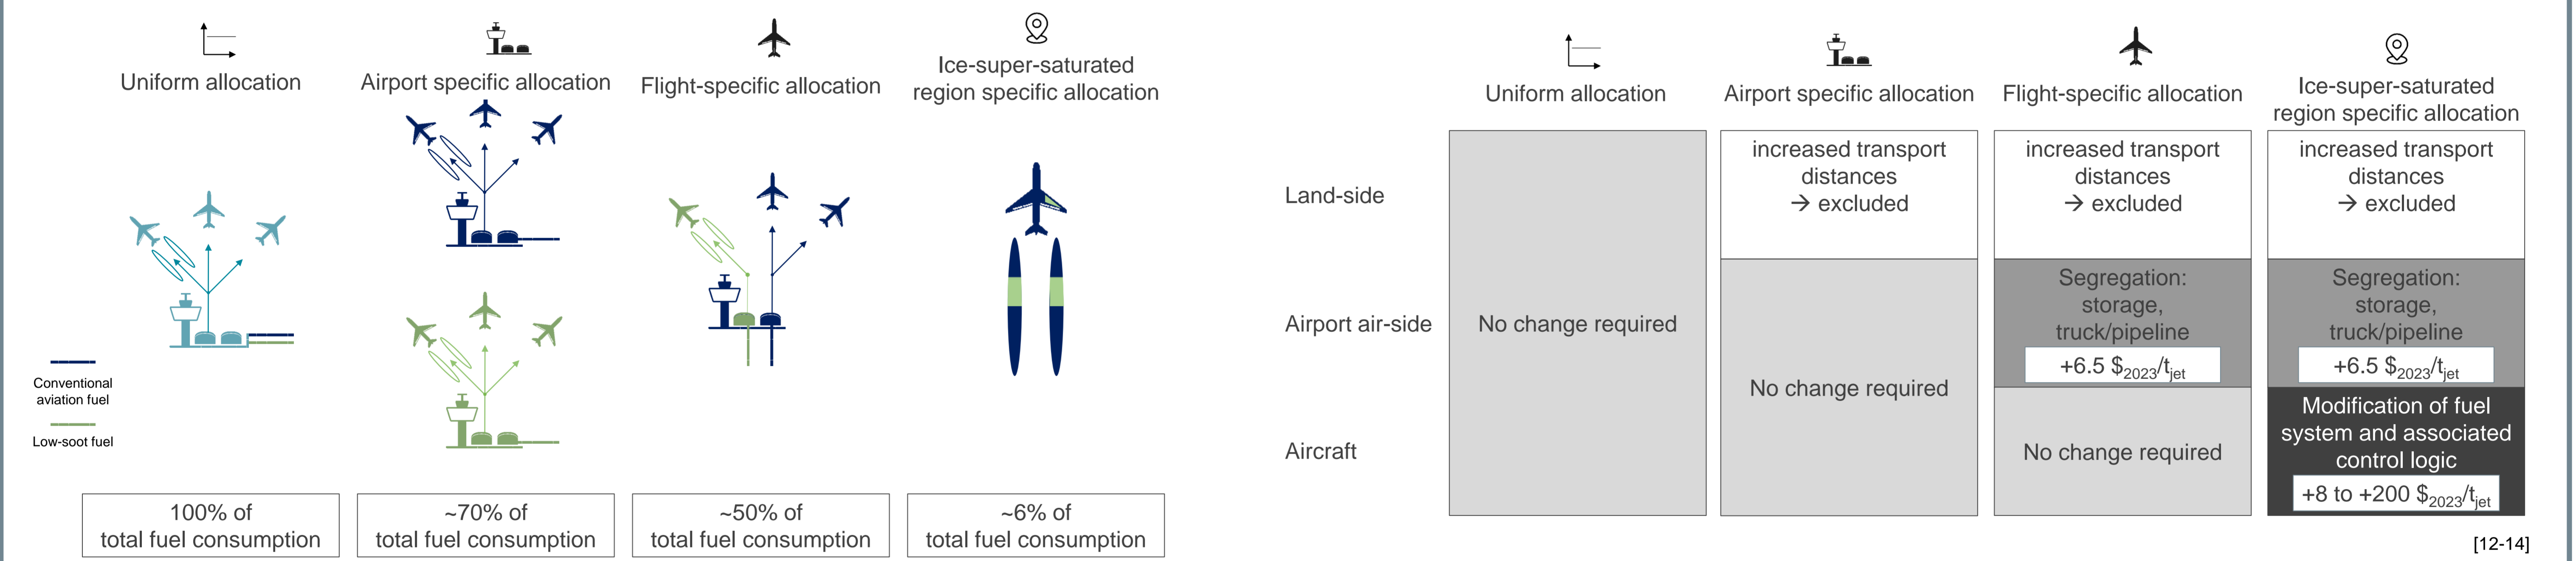 Uniform allocation
Airport specific allocation
Flight-specific allocation
Ice-super-saturated
region specific allocation
Conventional
aviation fuel
Low-soot fuel
100% of
total fuel consumption
~70% of
total fuel consumption
~50% of
total fuel consumption
~6% of
total fuel consumption
Uniform allocation
Airport specific allocation
Flight-specific allocation
Ice-super-saturated
region specific allocation
Land-side
Airport air-side
Aircraft
No change required
increased transport
distances
→ excluded
No change required
increased transport
distances
→ excluded
Segregation:
storage,
truck/pipeline
+6.5 $2023/tjet
No change required
increased transport
distances
→ excluded
Segregation:
storage,
truck/pipeline
+6.5 $2023/tjet
Modification of fuel
system and associated
control logic
+8 to +200 $2023/tjet
[12-14]